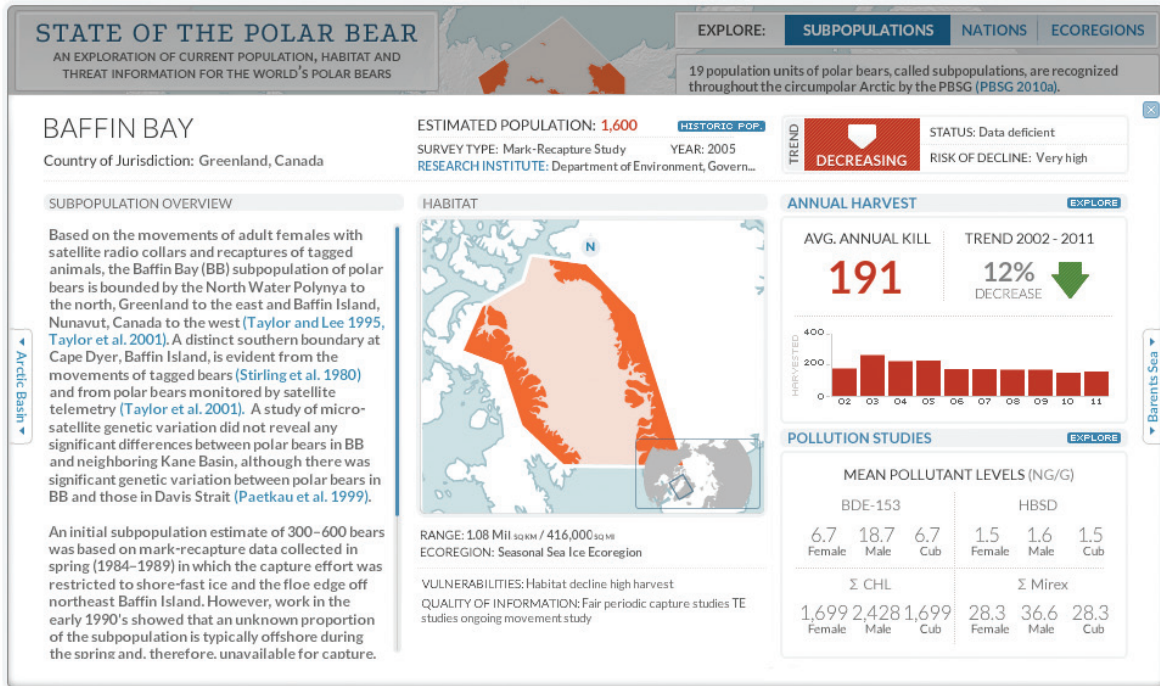 STATE OF THE POLAR BEAR
AN EXPLORATION OF CURRENT POPULATION, HABITAT AND
THREAT INFORMATION FOR THE WORLD'S POLAR BEARS
EXPLORE:
SUBPOPULATIONS
NATIONS
ECOREGIONS
19 population units of polar bears, called subpopulations, are recognized
throughout the circumpolar Arctic by the PBSG (PBSG 2010a).
BAFFIN BAY
Country of Jurisdiction: Greenland, Canada
ESTIMATED POPULATION: 1,600
HISTORIC POP.
SURVEY TYPE: Mark-Recapture Study
YEAR: 2005
RESEARCH INSTITUTE: Department of Environment, Govern...
TREND
DECREASING
STATUS: Data deficient
RISK OF DECLINE: Very high
SUBPOPULATION OVERVIEW
Based on the movements of adult females with
satellite radio collars and recaptures of tagged
animals, the Baffin Bay (BB) subpopulation of polar
bears is bounded by the North Water Polynya to
the north, Greenland to the east and Baffin Island,
Nunavut, Canada to the west (Taylor and Lee 1995,
Taylor et al. 2001). A distinct southern boundary at
Cape Dyer, Baffin Island, is evident from the
movements of tagged bears (Stirling et al. 1980)
and from polar bears monitored by satellite
telemetry (Taylor et al. 2001). A study of micro-
satellite genetic variation did not reveal any
significant differences between polar bears in BB
and neighboring Kane Basin, although there was
significant genetic variation between polar bears in
BB and those in Davis Strait (Paetkau et al. 1999).
An initial subpopulation estimate of 300–600 bears
was based on mark-recapture data collected in
spring (1984–1989) in which the capture effort was
restricted to shore-fast ice and the floe edge off
northeast Baffin Island. However, work in the
early 1990's showed that an unknown proportion
of the subpopulation is typically offshore during
the spring and, therefore, unavailable for capture.
Arctic Basin
HABITAT
N
RANGE: 1.08 Mill SQ KM / 416,000 SQ MI
ECOREGION: Seasonal Sea Ice Ecoregion
VULNERABILITIES: Habitat decline high harvest
QUALITY OF INFORMATION: Fair periodic capture studies TE
studies ongoing movement study
ANNUAL HARVEST
EXPLORE
AVG. ANNUAL KILL
191
TREND 2002 - 2011
12%
DECREASE
HARVESTED
400
200
0
02 03 04 05 06 07 08 09 10 11
POLLUTION STUDIES
EXPLORE
MEAN POLLUTANT LEVELS (NG/G)
BDE-153
6.7 18.7 6.7
Female Male Cub
HBSD
1.5 1.6 1.5
Female Male Cub
Σ CHL
1,699 2,428 1,699
Female Male Cub
Σ Mirex
28.3 36.6 28.3
Female Male Cub
Barents Sea